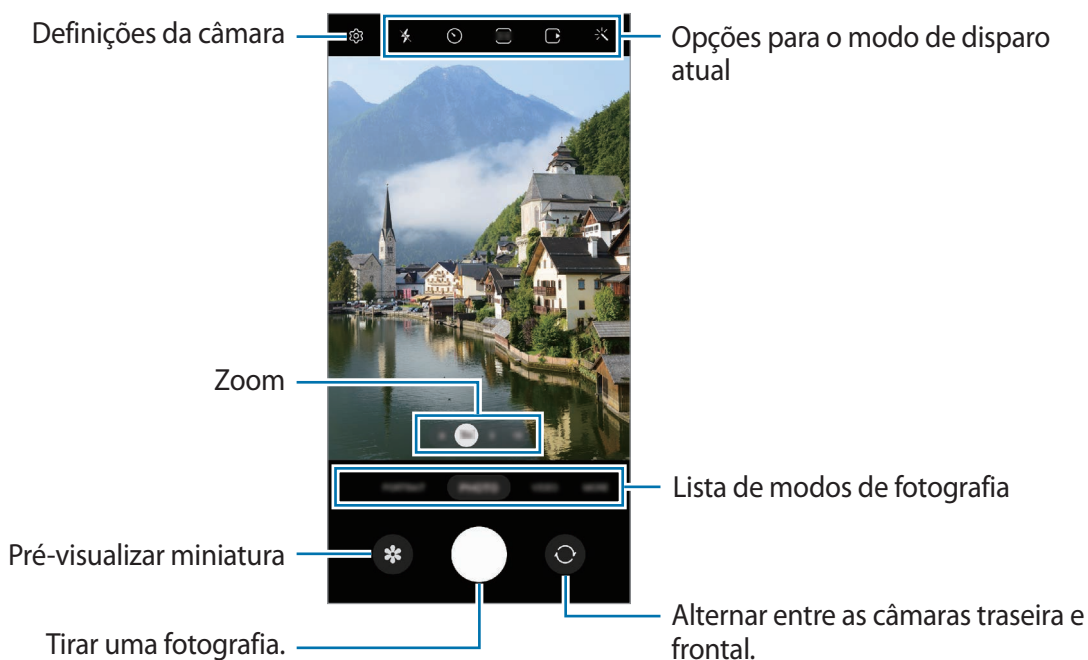 Definições da câmara
Opções para o modo de disparo
atual
Zoom
Lista de modos de fotografia
Pré-visualizar miniatura
Tirar uma fotografia.
Alternar entre as câmaras traseira e
frontal.